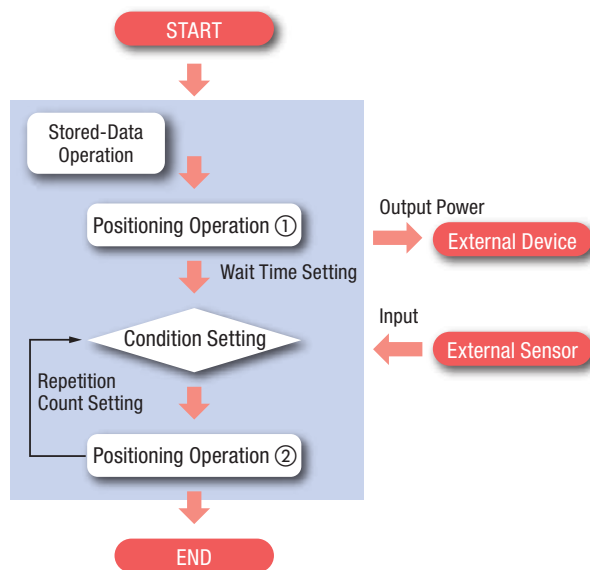 START
Stored-Data
Operation
Positioning Operation ①
Output Power
External Device
Wait Time Setting
Condition Setting
Input
External Sensor
Repetition
Count Setting
Positioning Operation ②
END